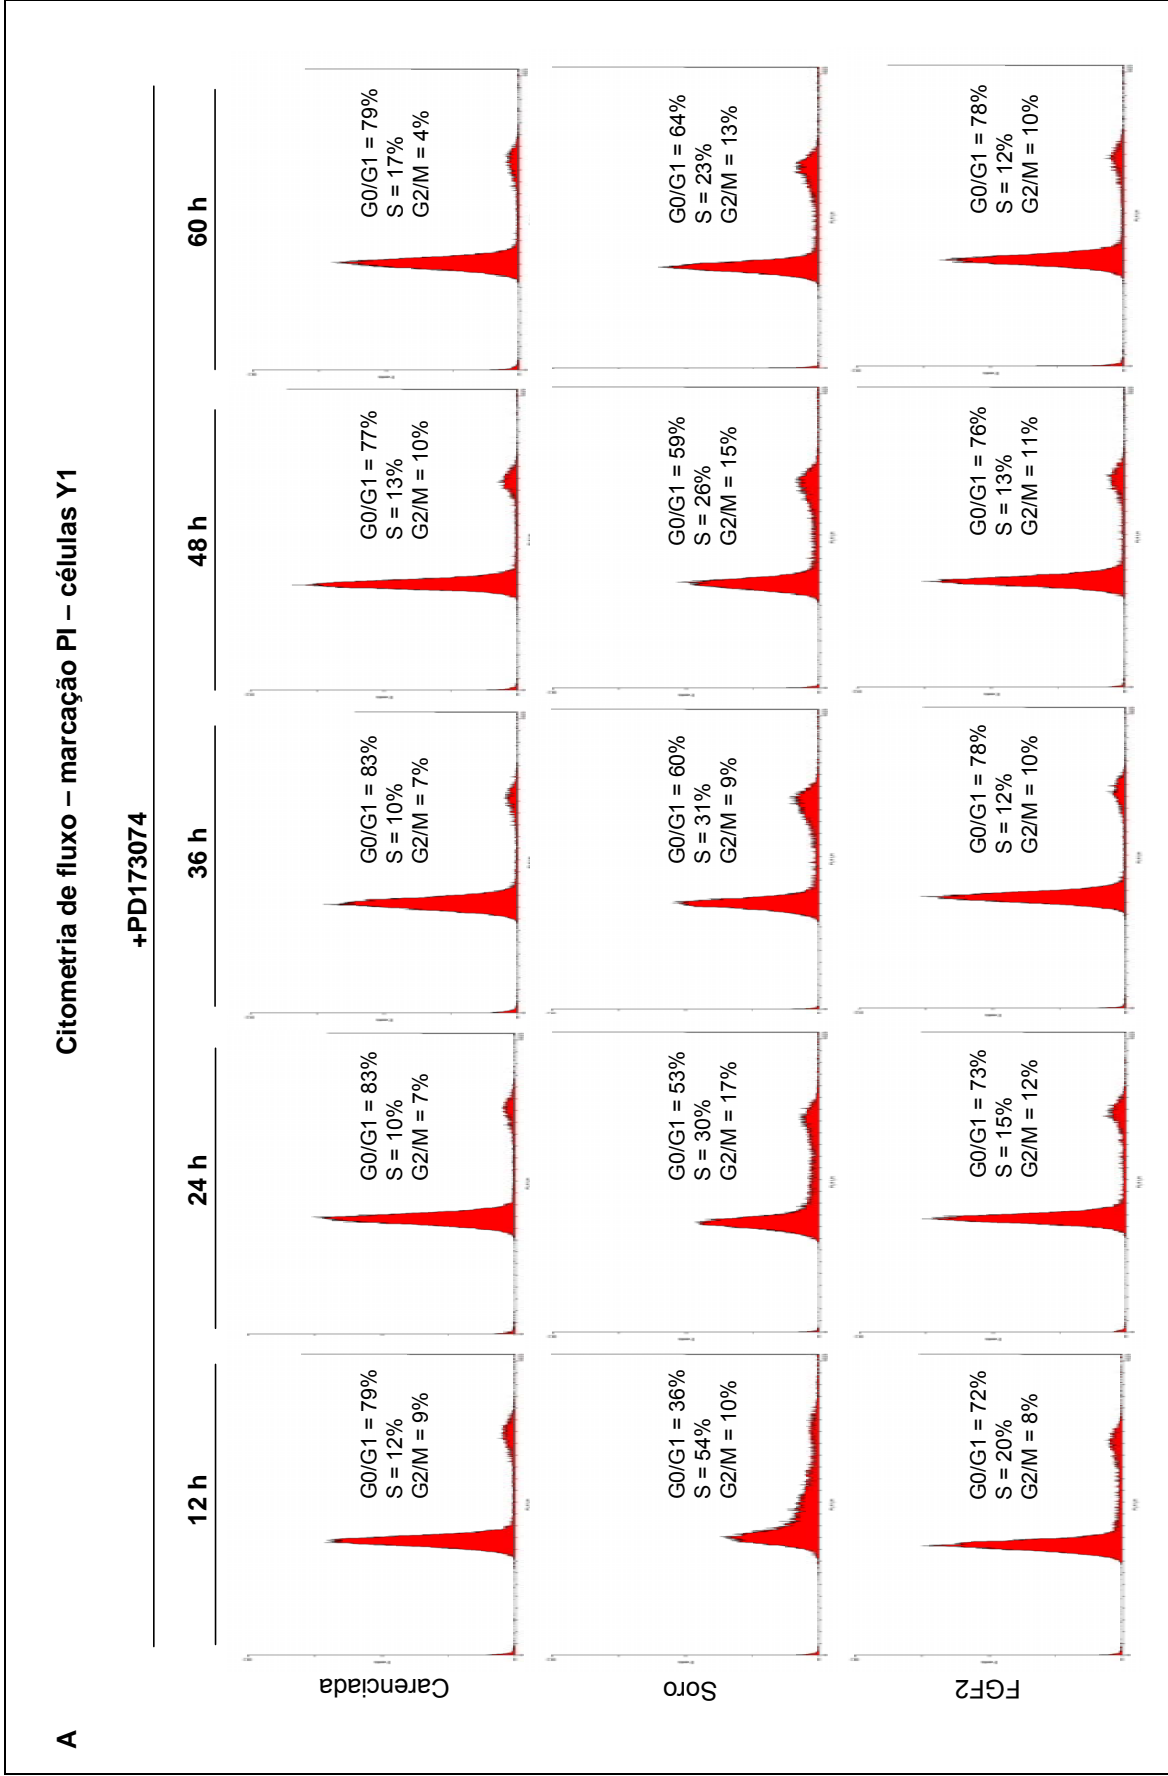 A
Citometria de fluxo – marcação PI – células Y1
+PD173074
12 h
24 h
36 h
48 h
60 h
Carenciada
G0/G1 = 79%
S = 12%
G2/M = 9%
G0/G1 = 83%
S = 10%
G2/M = 7%
G0/G1 = 83%
S = 10%
G2/M = 7%
G0/G1 = 77%
S = 13%
G2/M = 10%
G0/G1 = 79%
S = 17%
G2/M = 4%
Soro
G0/G1 = 36%
S = 54%
G2/M = 10%
G0/G1 = 53%
S = 30%
G2/M = 17%
G0/G1 = 60%
S = 31%
G2/M = 9%
G0/G1 = 59%
S = 26%
G2/M = 15%
G0/G1 = 64%
S = 23%
G2/M = 13%
FGF2
G0/G1 = 72%
S = 20%
G2/M = 8%
G0/G1 = 73%
S = 15%
G2/M = 12%
G0/G1 = 78%
S = 12%
G2/M = 10%
G0/G1 = 76%
S = 13%
G2/M = 11%
G0/G1 = 78%
S = 12%
G2/M = 10%